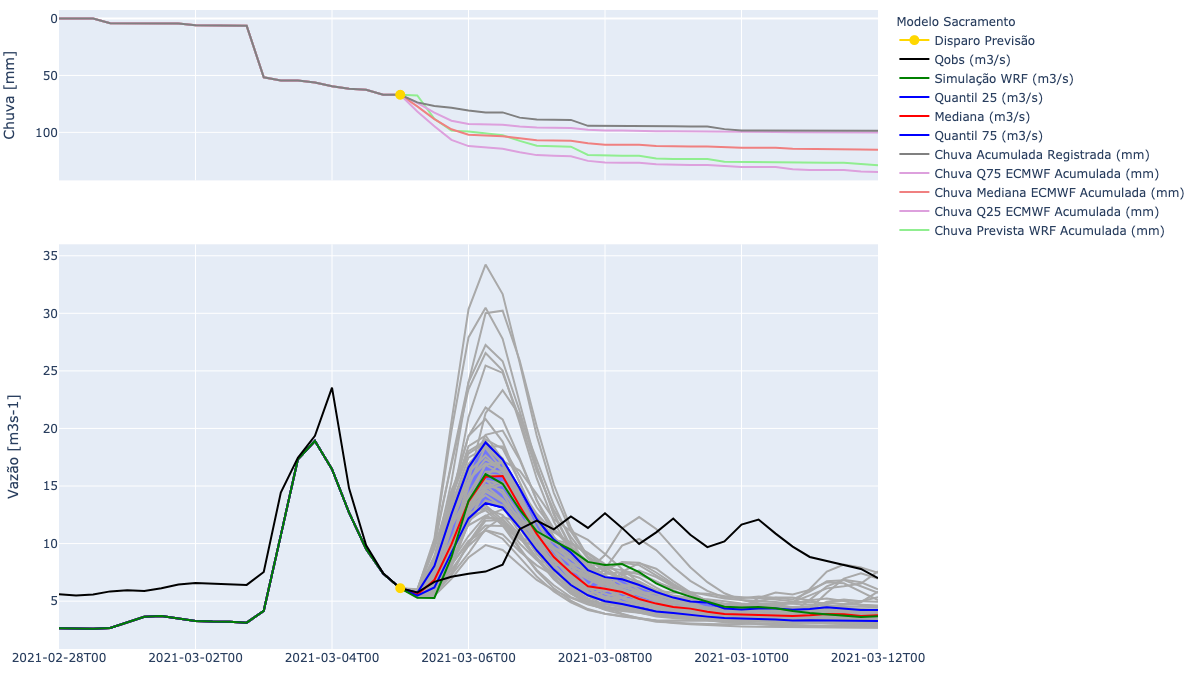 Chuva [mm]
0
50
100
Modelo Sacramento
Disparo Previsão
Qobs (m3/s)
Simulação WRF (m3/s)
Quantil 25 (m3/s)
Mediana (m3/s)
Quantil 75 (m3/s)
Chuva Acumulada Registrada (mm)
Chuva Q75 ECMWF Acumulada (mm)
Chuva Mediana ECMWF Acumulada (mm)
Chuva Q25 ECMWF Acumulada (mm)
Chuva Prevista WRF Acumulada (mm)
Vazão [m3s-1]
35
30
25
20
15
10
5
2021-02-28T00
2021-03-02T00
2021-03-04T00
2021-03-06T00
2021-03-08T00
2021-03-10T00
2021-03-12T00